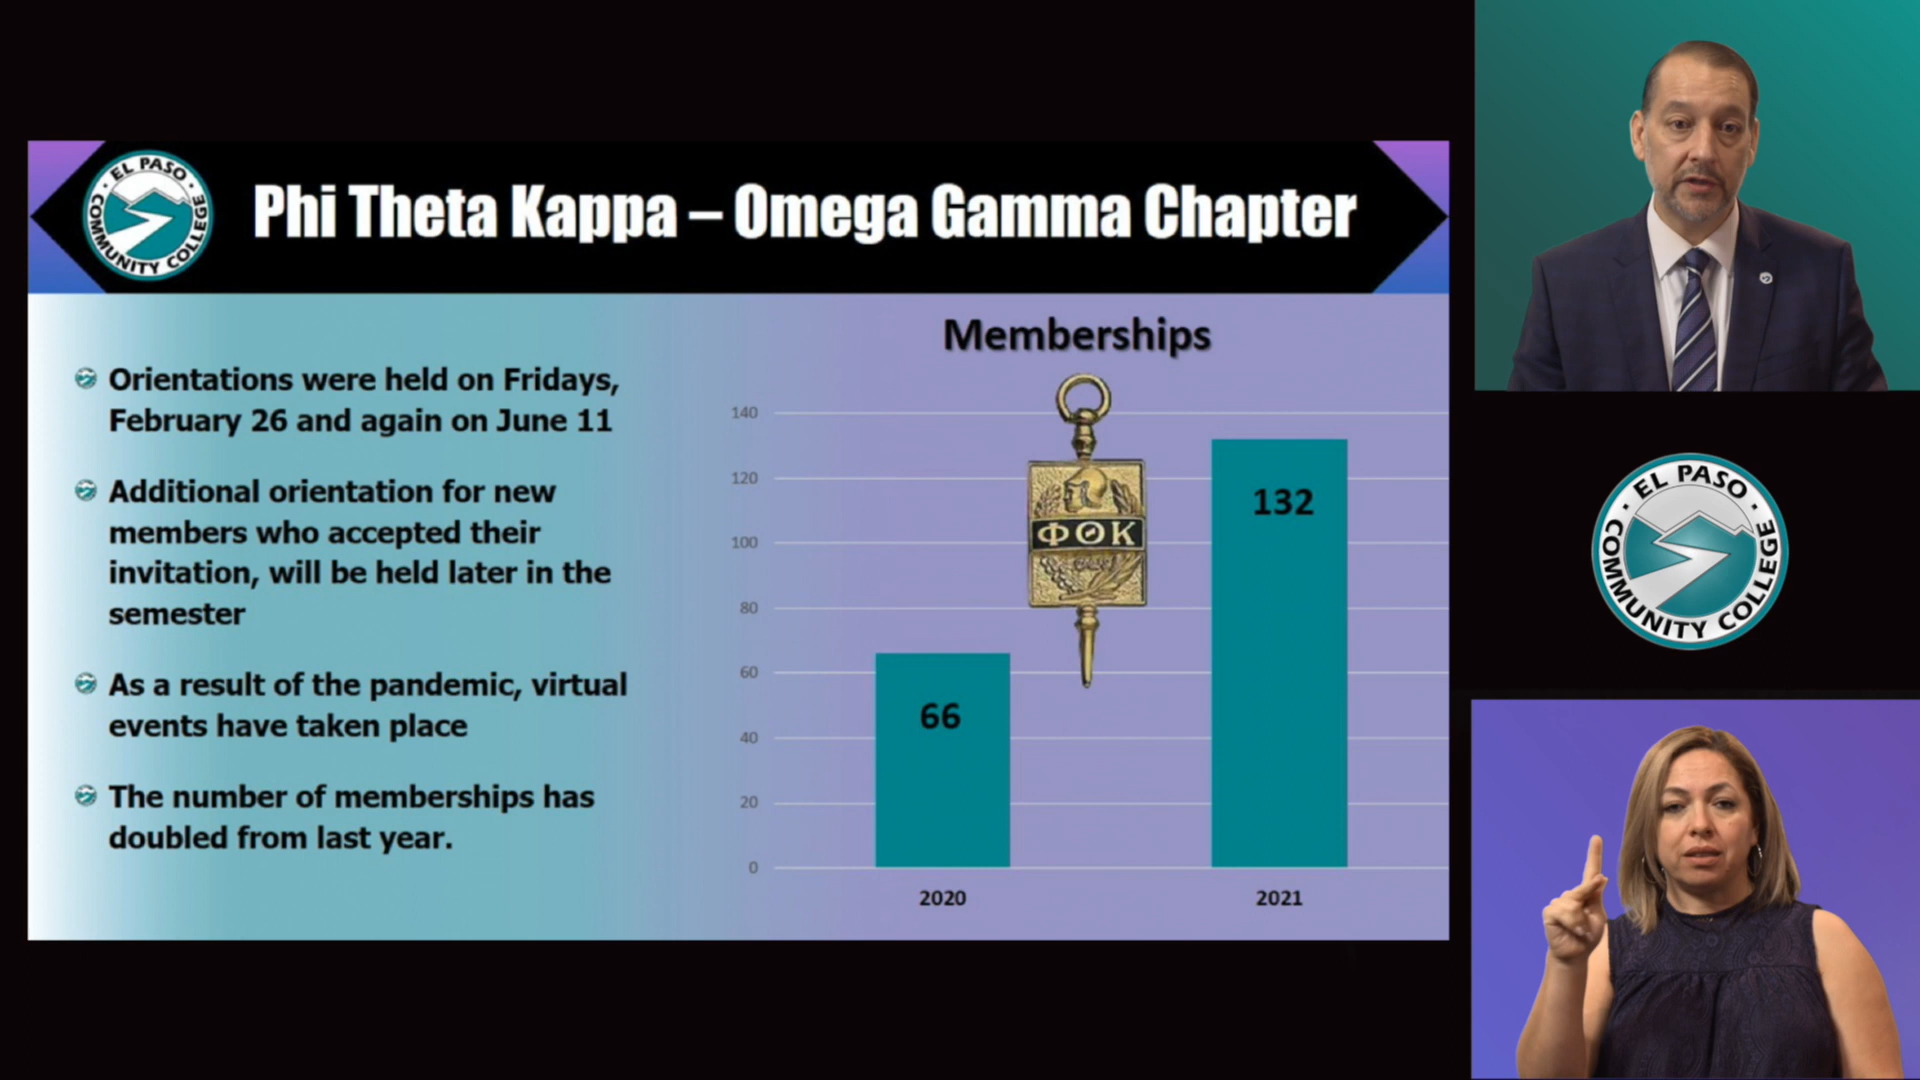 EL PASO
COMMUNITY COLLEGE
Phi Theta Kappa – Omega Gamma Chapter
Orientations were held on Fridays,
February 26 and again on June 11
Additional orientation for new
members who accepted their
invitation, will be held later in the
semester
As a result of the pandemic, virtual
events have taken place
The number of memberships has
doubled from last year.
Memberships
140
120
100
80
60
40
20
0
ΦΘΚ
66
132
2020
2021
EL PASO
COMMUNITY COLLEGE